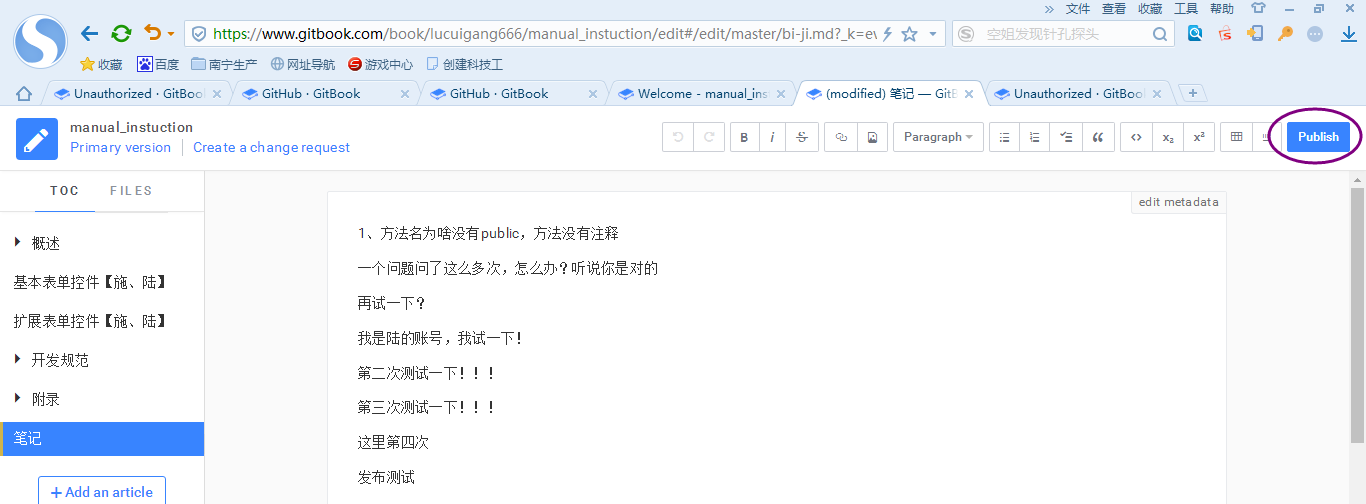 » 文件 查看 收藏 工具 帮助
https://www.gitbook.com/book/lucuigang666/manual_instuction/edit#/edit/master/bi-ji.md?_k=ev
空姐发现针孔探头
收藏 百度 南宁生产 网址导航 游戏中心 创建科技工
Unauthorized · GitBook
GitHub · GitBook
GitHub · GitBook
Welcome - manual_inst
(modified) 笔记 — GitB
Unauthorized · GitBook
manual_instuction
Primary version
Create a change request
B i S
Paragraph
<> x₂ x²
Publish
TOC FILES
edit metadata
概述
基本表单控件【施、陆】
扩展表单控件【施、陆】
开发规范
附录
笔记
+ Add an article
1、方法名为啥没有public，方法没有注释
一个问题问了这么多次，怎么办？听说你是对的
再试一下？
我是陆的账号，我试一下！
第二次测试一下！！！
第三次测试一下！！！
这里第四次
发布测试